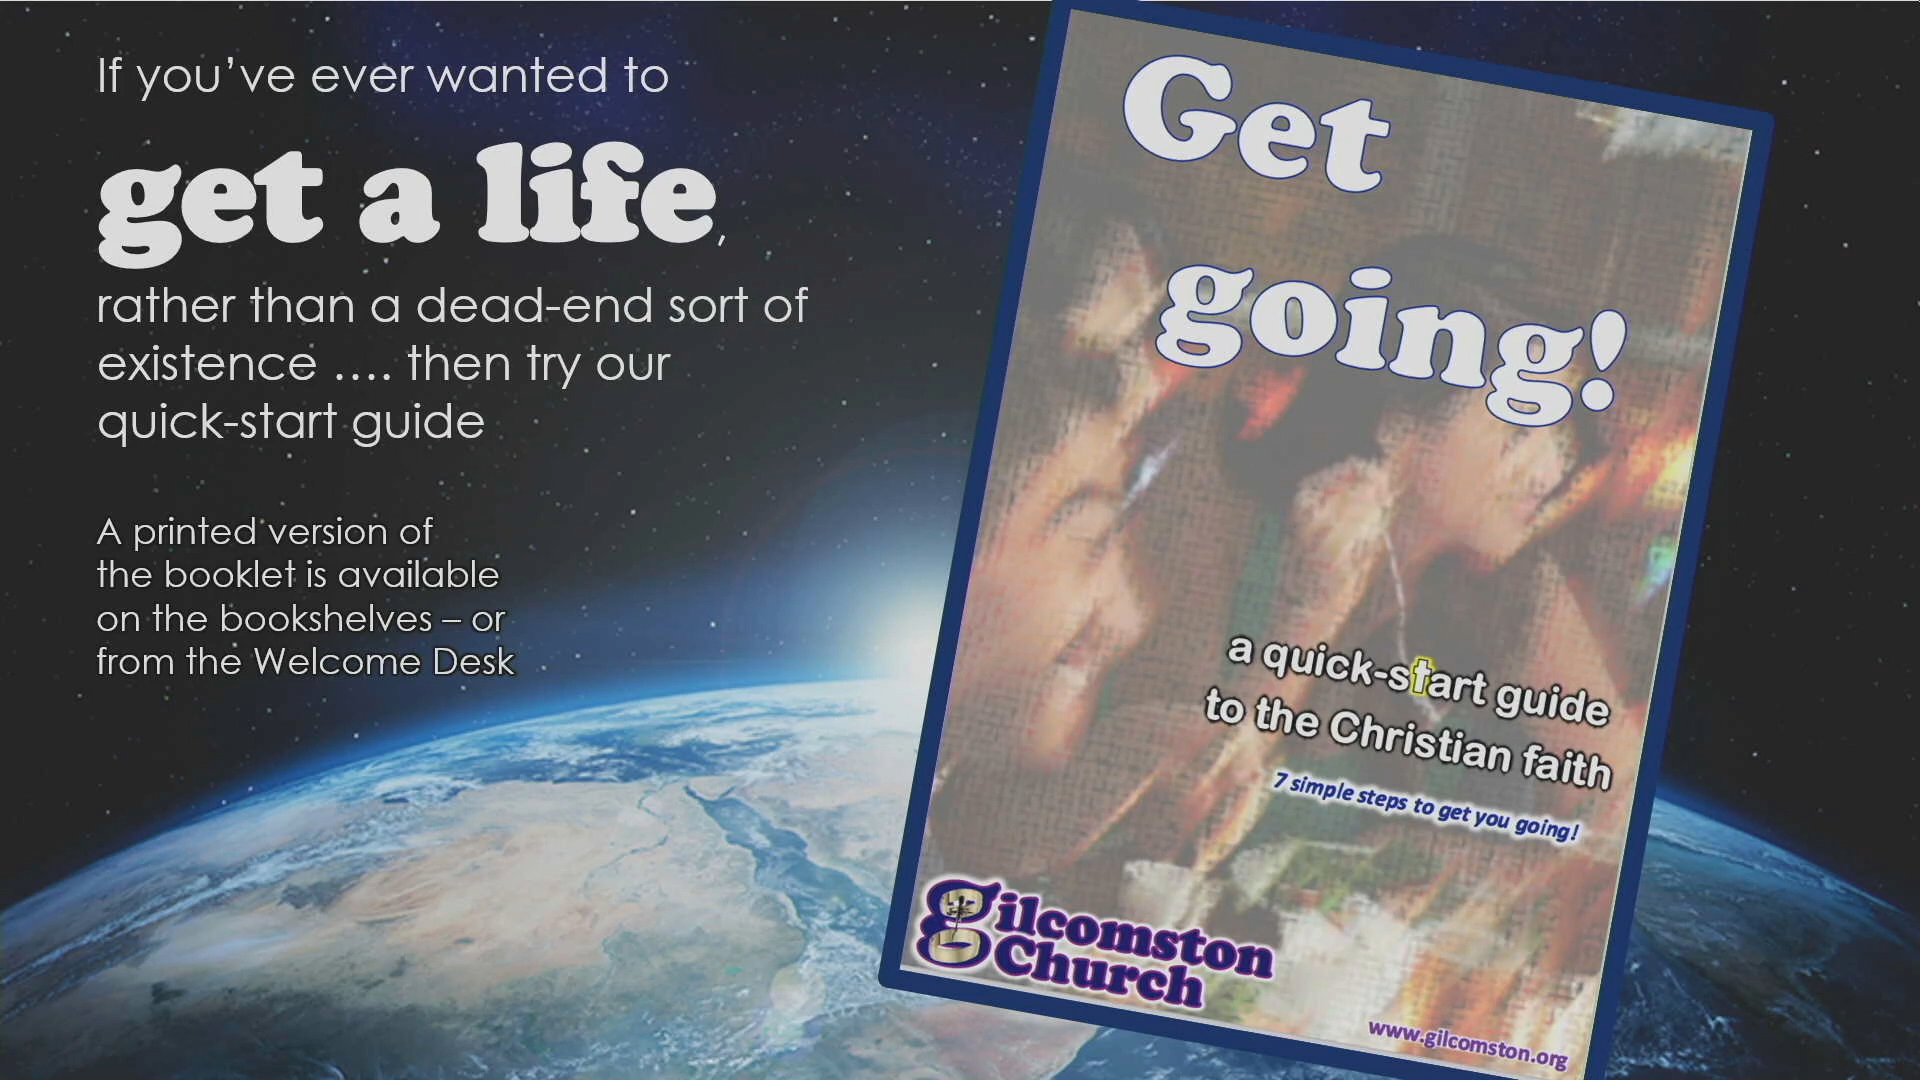 If you’ve ever wanted to
get a life,
rather than a dead-end sort of
existence …. then try our
quick-start guide
A printed version of
the booklet is available
on the bookshelves – or
from the Welcome Desk
Get
going!
a quick-start guide
to the Christian faith
7 simple steps to get you going!
gilcomston
Church
www.gilcomston.org